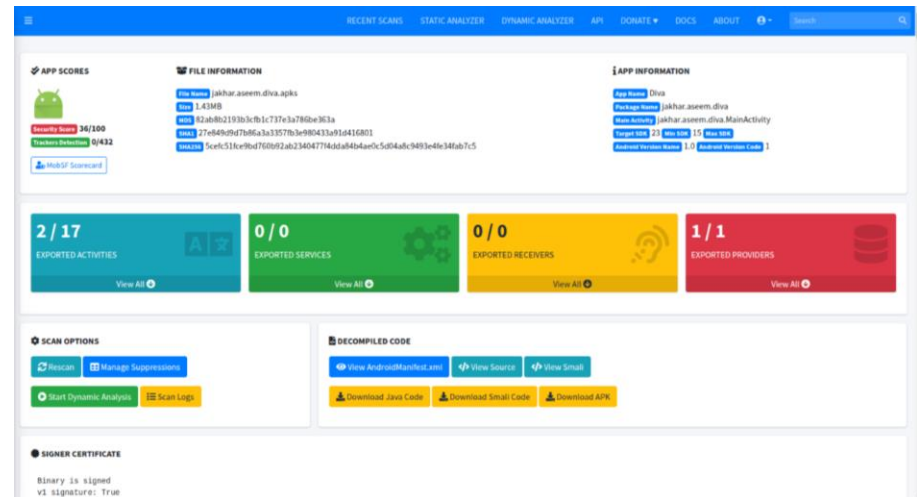 RECENT SCANS STATIC ANALYZER DYNAMIC ANALYZER API DONATE ♥ DOCS ABOUT Search
APP SCORES
Security Score 36/100
Trackers Detection 0/432
MobSF Scorecard
FILE INFORMATION
File Name jakhar.aseem.diva.apks
Size 1.43MB
MD5 82ab8b2193b3cfb1c737e3a786be363a
SHA1 27e849d9d7b86a3a3357fb3e980433a91d416801
SHA256 5cefc51fce9bd760b92ab2340477f4dda84b4ae0c5d04a8c9493e4fe34fab7c5
APP INFORMATION
App Name Diva
Package Name jakhar.aseem.diva
Main Activity jakhar.aseem.diva.MainActivity
Target SDK 23 Min SDK 15 Max SDK
Android Version Name 1.0 Android Version Code 1
2 / 17
EXPORTED ACTIVITIES
View All
0 / 0
EXPORTED SERVICES
View All
0 / 0
EXPORTED RECEIVERS
View All
1 / 1
EXPORTED PROVIDERS
View All
SCAN OPTIONS
Rescan Manage Suppressions
Start Dynamic Analysis Scan Logs
DECOMPILED CODE
View AndroidManifest.xml View Source View Smali
Download Java Code Download Smali Code Download APK
SIGNER CERTIFICATE
Binary is signed
v1 signature: True